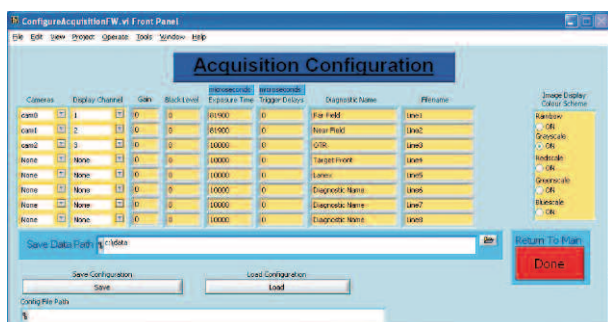 ConfigureAcquisitionFW.vi Front Panel
File Edit View Project Operate Tools Window Help
Acquisition Configuration
microseconds microseconds
Cameras Display Channel Gain Black Level Exposure Time Trigger Delays Diagnostic Name Filename
cam0 1 0 0 81900 0 Far Field Line1
cam1 2 0 0 81900 0 Near Field Line2
cam2 3 0 0 10000 0 OTR Line3
None None 0 0 10000 0 Target Front Line4
None None 0 0 10000 0 Lanex Line5
None None 0 0 10000 0 Diagnostic Name Line6
None None 0 0 10000 0 Diagnostic Name Line7
None None 0 0 10000 0 Diagnostic Name Line8
Image Display
Colour Scheme
Rainbow
ON
Grayscale
ON
Redscale
ON
Greenscale
ON
Bluescale
ON
Save Data Path c:\data
Return To Main
Done
Save Configuration Load Configuration
Save Load
Config File Path